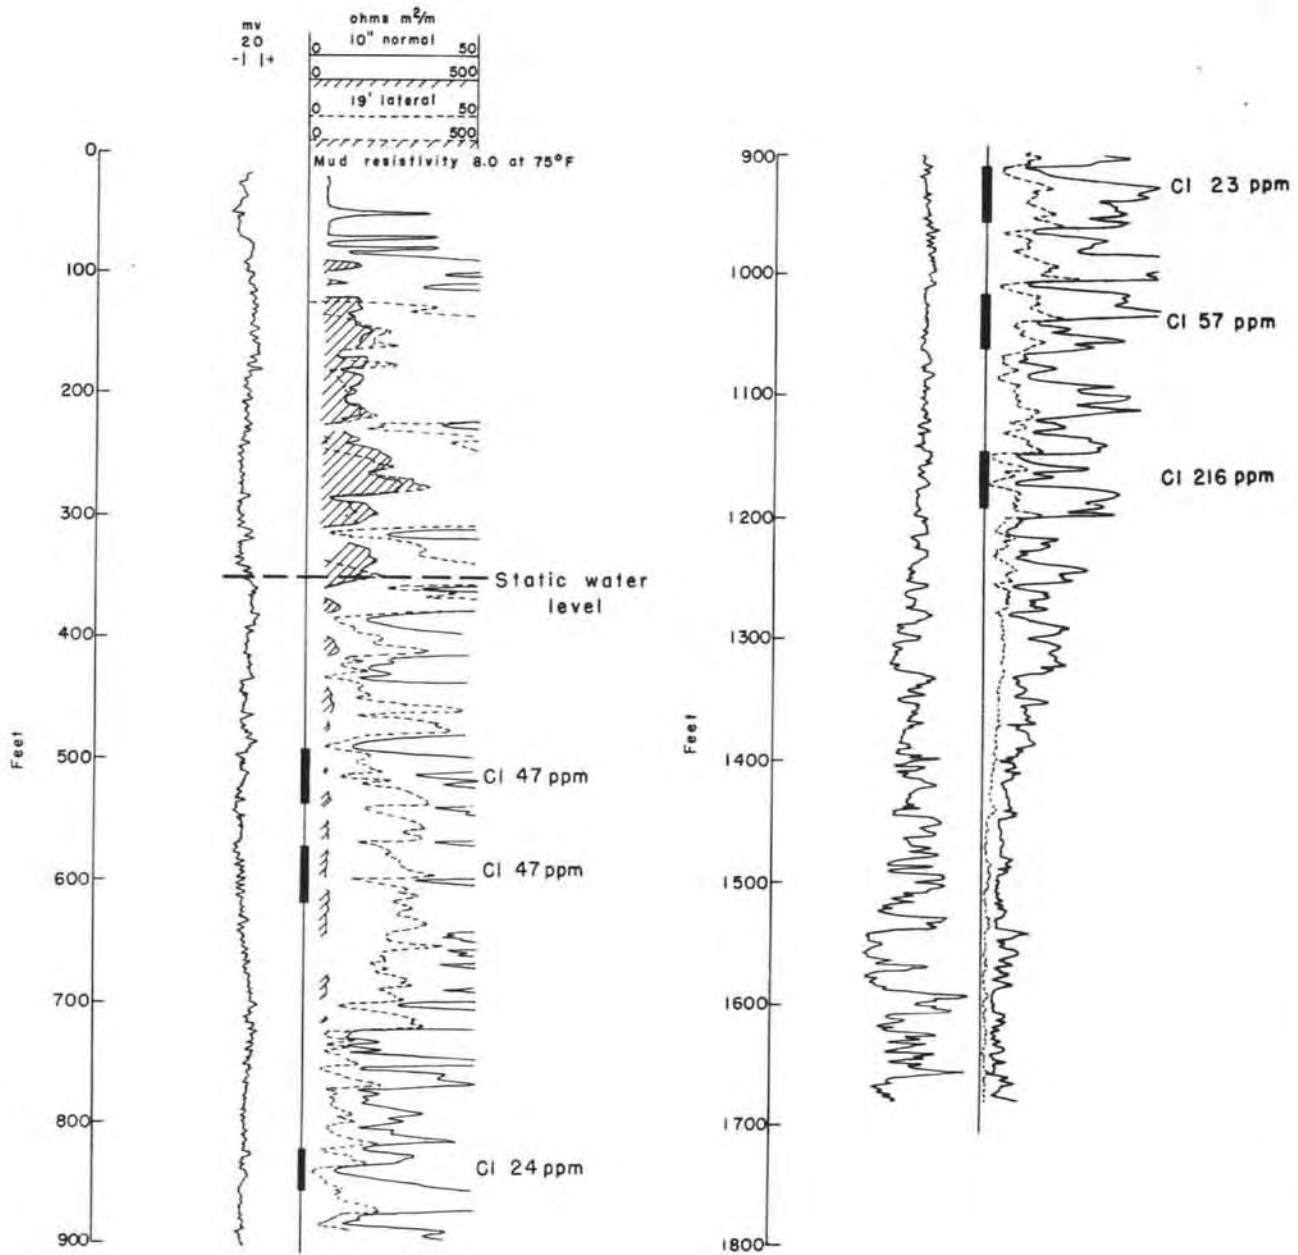 mv
20
-| |+
ohms m²/m
10" normal
0 50
0 500
19' lateral
0 50
0 500
Mud resistivity 8.0 at 75°F
0
100
200
300
Static water
level
400
Feet
500
Cl 47 ppm
Cl 47 ppm
600
700
800
Cl 24 ppm
900
900
Cl 23 ppm
1000
Cl 57 ppm
1100
Cl 216 ppm
1200
1300
Feet
1400
1500
1600
1700
1800